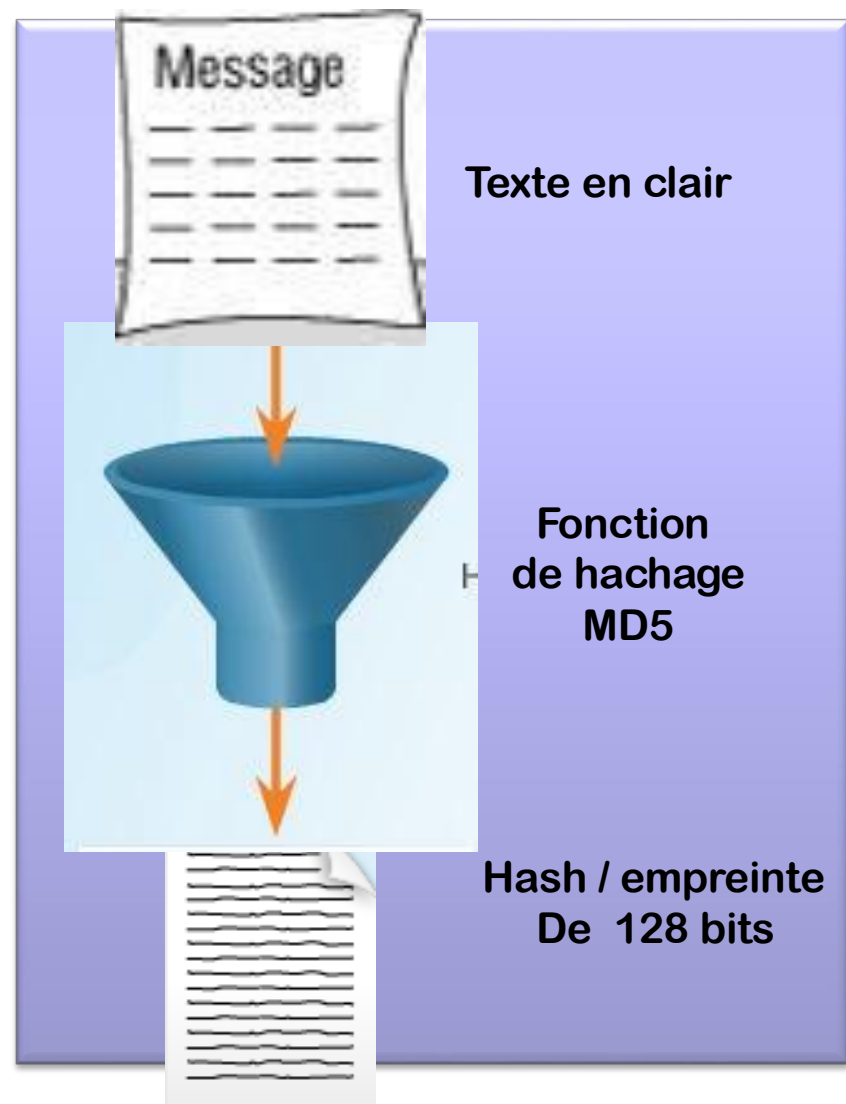 Message
Texte en clair
Fonction
H de hachage
MD5
Hash / empreinte
De 128 bits